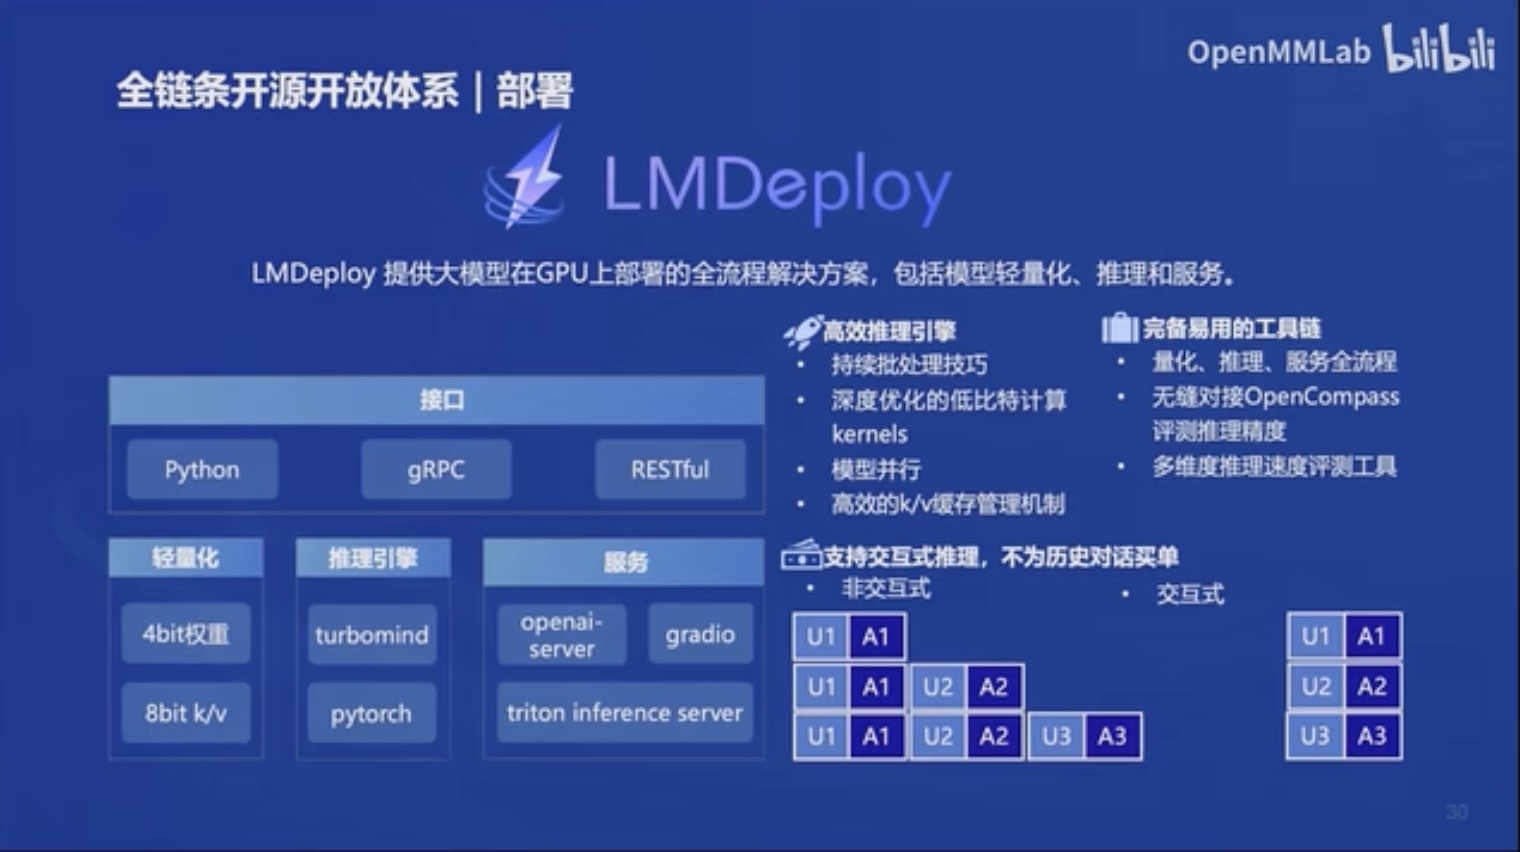 OpenMMLab bilibili
全链条开源开放体系 | 部署
LMDeploy
LMDeploy 提供大模型在GPU上部署的全流程解决方案，包括模型轻量化、推理和服务。
接口
Python
gRPC
RESTful
轻量化
4bit权重
8bit k/v
推理引擎
turbomind
pytorch
服务
openai-
server
gradio
triton inference server
高效推理引擎
• 持续批处理技巧
• 深度优化的低比特计算
kernels
• 模型并行
• 高效的k/v缓存管理机制
完备易用的工具链
• 量化、推理、服务全流程
• 无缝对接OpenCompass
评测推理精度
• 多维度推理速度评测工具
支持交互式推理，不为历史对话买单
• 非交互式
U1 A1
U1 A1 U2 A2
U1 A1 U2 A2 U3 A3
• 交互式
U1 A1
U2 A2
U3 A3
30